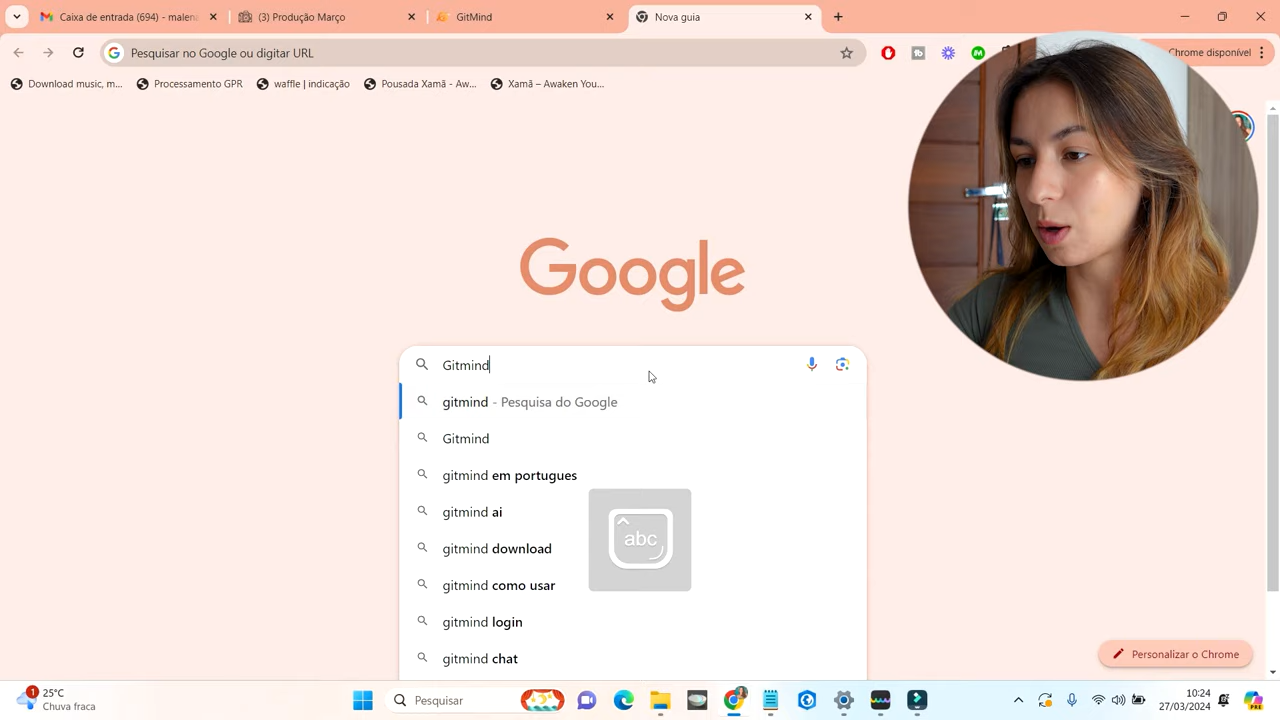 Caixa de entrada (694) - malena
(3) Produção Março
GitMind
Nova guia
Pesquisar no Google ou digitar URL
Chrome disponível
Download music, m...
Processamento GPR
waffle | indicação
Pousada Xamã - Aw...
Xamã – Awaken You...
Google
Gitmind
gitmind - Pesquisa do Google
Gitmind
gitmind em portugues
gitmind ai
gitmind download
gitmind como usar
gitmind login
gitmind chat
abc
Personalizar o Chrome
1
25°C
Chuva fraca
Pesquisar
10:24
27/03/2024
PRE